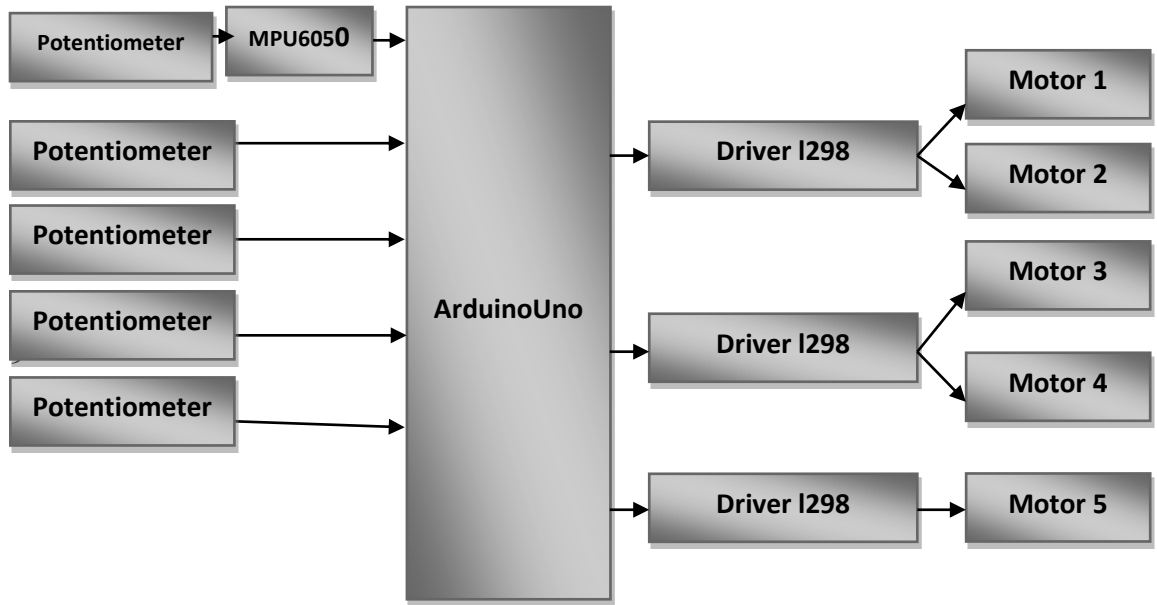 Potentiometer
MPU6050
Potentiometer
Potentiometer
Potentiometer
Potentiometer
ArduinoUno
Driver l298
Driver l298
Driver l298
Motor 1
Motor 2
Motor 3
Motor 4
Motor 5